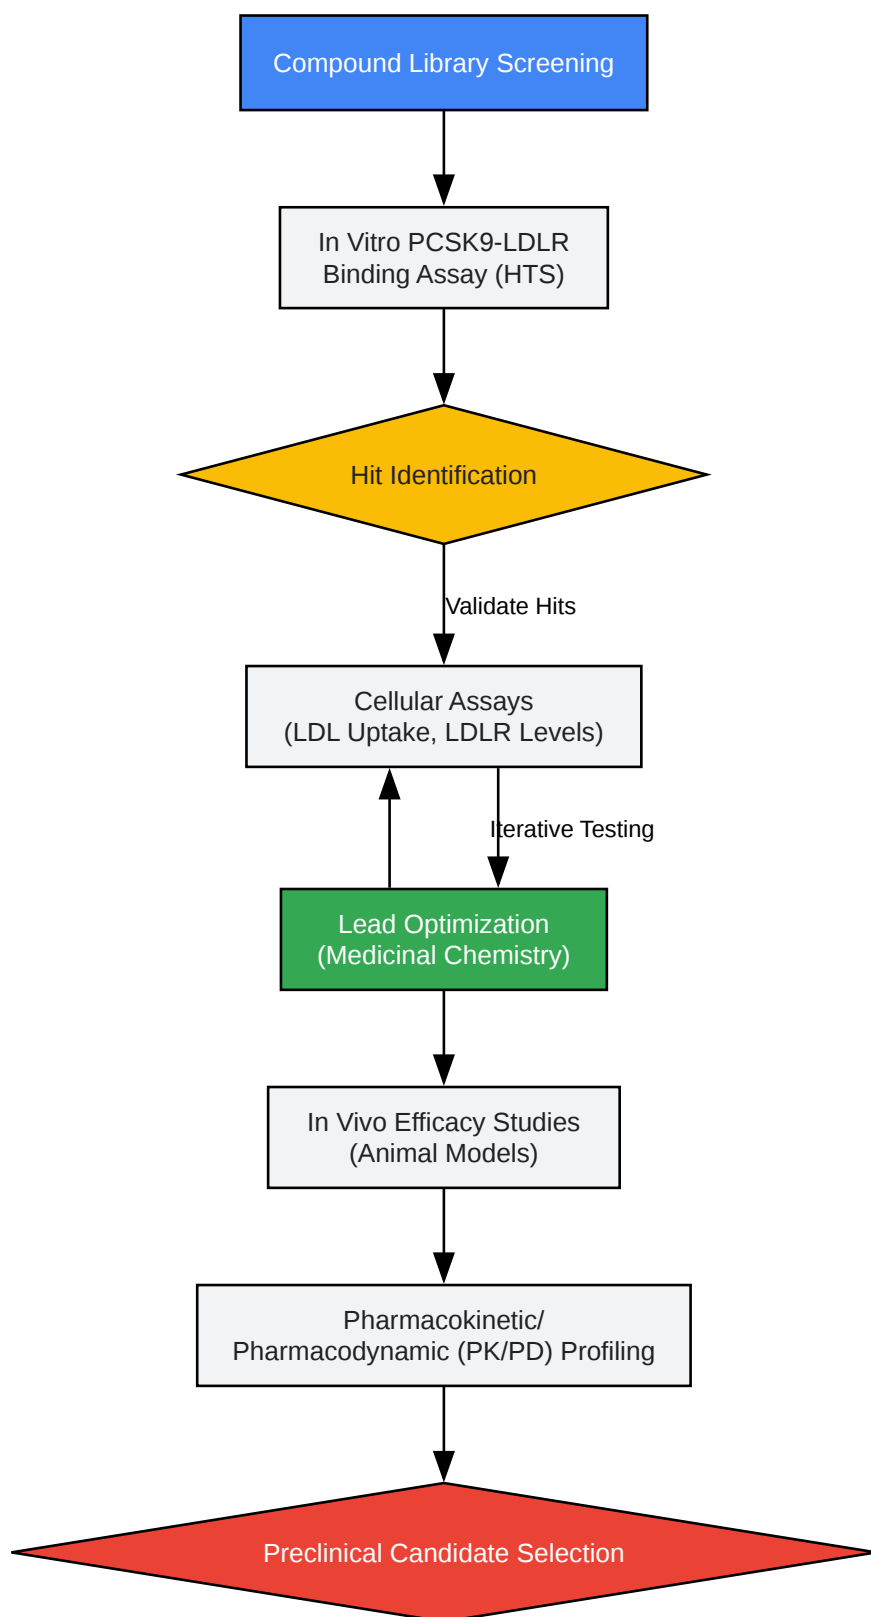 Compound Library Screening
In Vitro PCSK9-LDLR
Binding Assay (HTS)
Hit Identification
Validate Hits
Cellular Assays
(LDL Uptake, LDLR Levels)
Iterative Testing
Lead Optimization
(Medicinal Chemistry)
In Vivo Efficacy Studies
(Animal Models)
Pharmacokinetic/
Pharmacodynamic (PK/PD) Profiling
Preclinical Candidate Selection